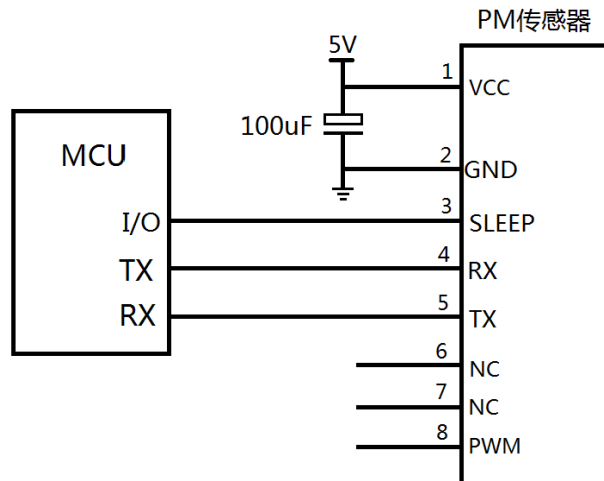 PM传感器
5V
1
VCC
100uF
MCU
2
GND
I/O
3
SLEEP
TX
4
RX
RX
5
TX
6
NC
7
NC
8
PWM